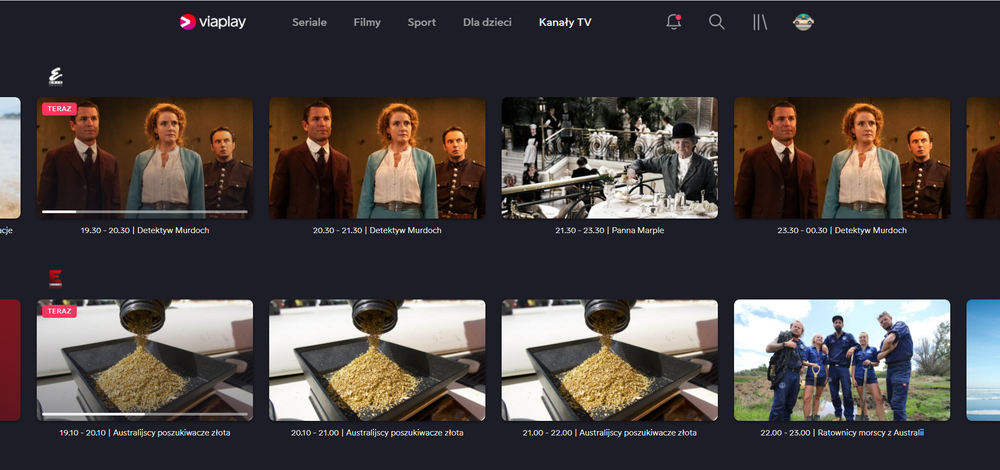 viaplay Seriale Filmy Sport Dla dzieci Kanały TV
EPIC
DRAMA
TERAZ
acje
19.30 - 20.30 | Detektyw Murdoch
20.30 - 21.30 | Detektyw Murdoch
21.30 - 23.30 | Panna Marple
23.30 - 00.30 | Detektyw Murdoch
TERAZ
19.10 - 20.10 | Australijscy poszukiwacze złota
20.10 - 21.00 | Australijscy poszukiwacze złota
21.00 - 22.00 | Australijscy poszukiwacze złota
22.00 - 23.00 | Ratownicy morscy z Australii